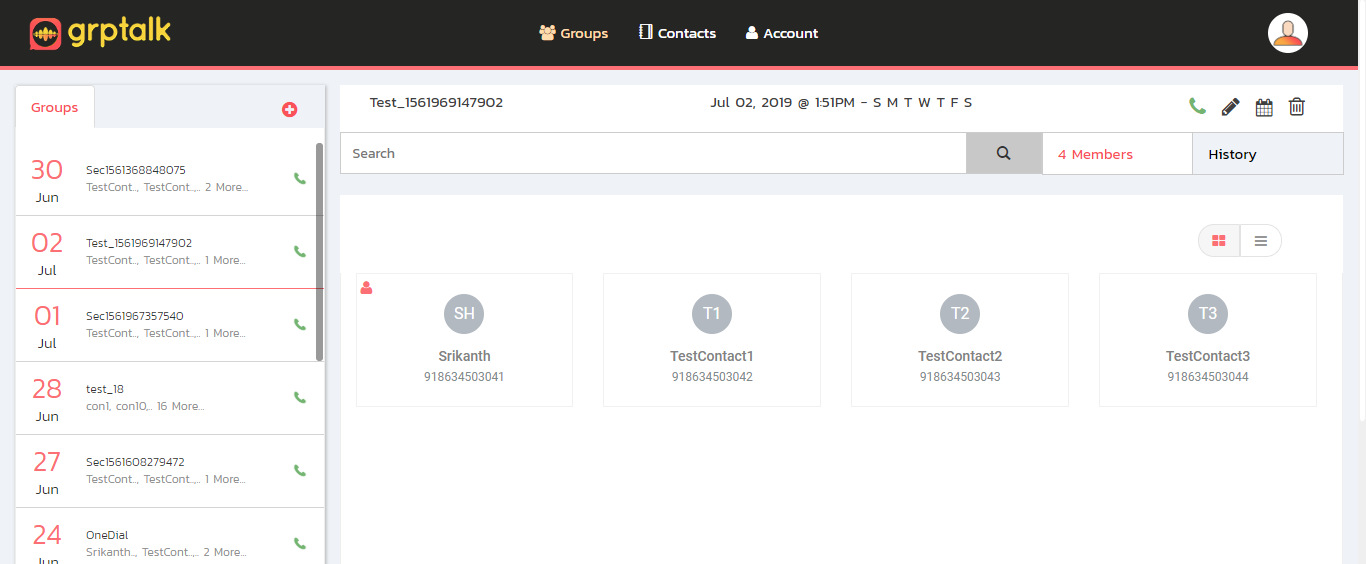 grptalk
Groups Contacts Account
Groups
30
Jun
Sec1561368848075
TestCont.., TestCont..,.. 2 More...
02
Jul
Test_1561969147902
TestCont.., TestCont..,.. 1 More...
01
Jul
Sec1561967357540
TestCont.., TestCont..,.. 1 More...
28
Jun
test_18
con1, con10,.. 16 More...
27
Jun
Sec1561608279472
TestCont.., TestCont..,.. 1 More...
24
Jun
OneDial
Srikanth.., TestCont..,.. 2 More...
Test_1561969147902
Jul 02, 2019 @ 1:51PM - S M T W T F S
Search
4 Members
History
SH
Srikanth
918634503041
T1
TestContact1
918634503042
T2
TestContact2
918634503043
T3
TestContact3
918634503044